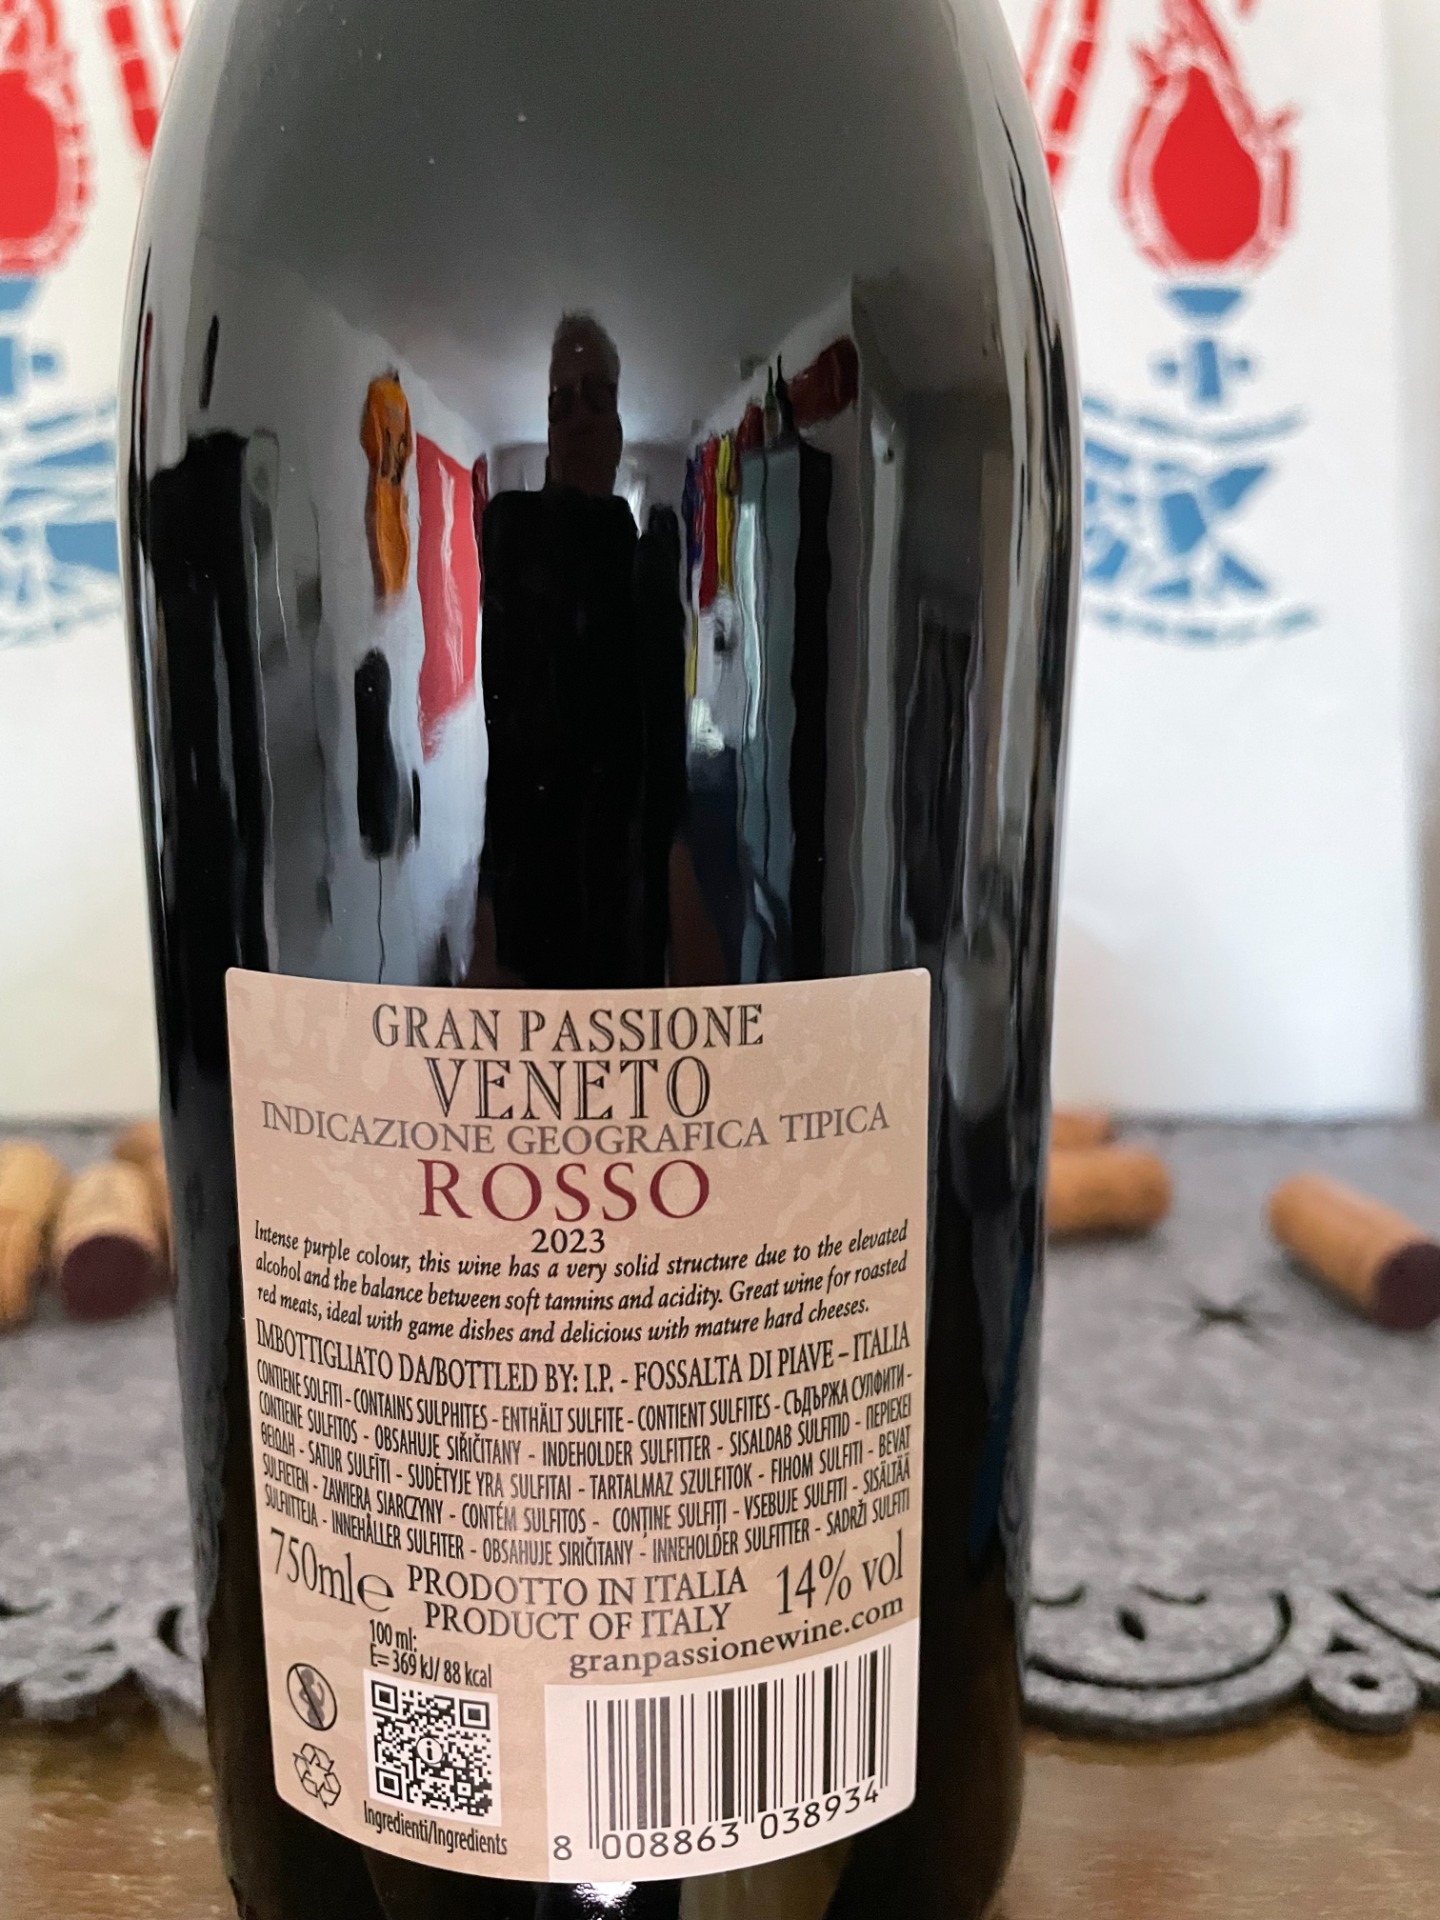 GRAN PASSIONE
VENETO
INDICAZIONE GEOGRAFICA TIPICA
ROSSO
2023
Intense purple colour, this wine has a very solid structure due to the elevated
alcohol and the balance between soft tannins and acidity. Great wine for roasted
red meats, ideal with game dishes and delicious with mature hard cheeses.
IMBOTTIGLIATO DA/BOTTLED BY: I.P. - FOSSALTA DI PIAVE – ITALIA
CONTIENE SOLFITI - CONTAINS SULPHITES - ENTHÄLT SULFITE - CONTIENT SULFITES - СЪДЪРЖА СУЛФИТИ -
CONTIENE SULFITOS - OBSAHUJE SIŘIČITANY - INDEHOLDER SULFITTER - SISALDAB SULFITID - ΠΕΡΙΕΧΕΙ
ΘΕΙΩΔΗ - SATUR SULFĪTI - SUDĖTYJE YRA SULFITAI - TARTALMAZ SZULFITOK - FIHOM SULFITI - BEVAT
SULFIETEN - ZAWIERA SIARCZYNY - CONTÉM SULFITOS - CONȚINE SULFIȚI - VSEBUJE SULFITI - SISÄLTÄÄ
SULFIITTEJA - INNEHÅLLER SULFITER - OBSAHUJE SIRIČITANY - INNEHOLDER SULFITTER - SADRŽI SULFITI
750ml ℮ PRODOTTO IN ITALIA 14% vol
PRODUCT OF ITALY
granpassionewine.com
100 ml:
E= 369 kJ/ 88 kcal
Ingredienti/Ingredients
8 008863 038934